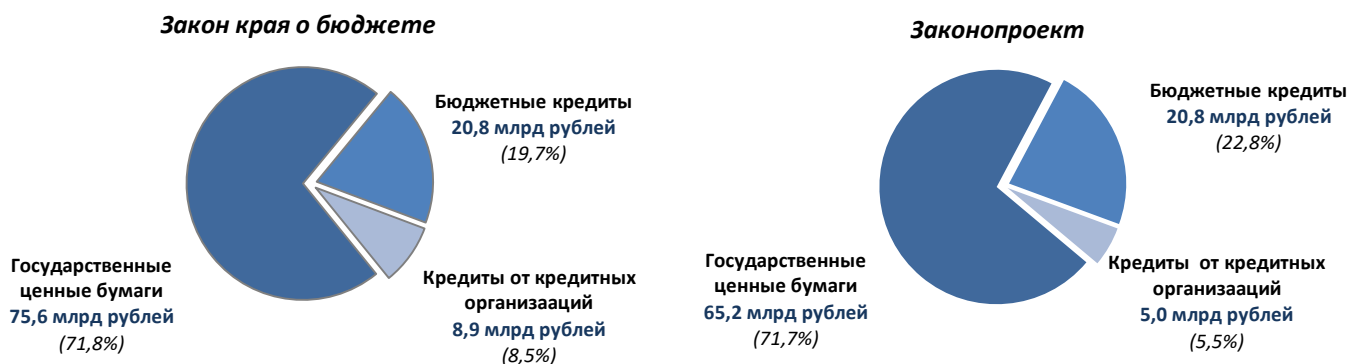 Закон края о бюджете
Бюджетные кредиты
20,8 млрд рублей
(19,7%)
Государственные
ценные бумаги
75,6 млрд рублей
(71,8%)
Кредиты от кредитных
организааций
8,9 млрд рублей
(8,5%)
Законопроект
Бюджетные кредиты
20,8 млрд рублей
(22,8%)
Государственные
ценные бумаги
65,2 млрд рублей
(71,7%)
Кредиты от кредитных
организааций
5,0 млрд рублей
(5,5%)